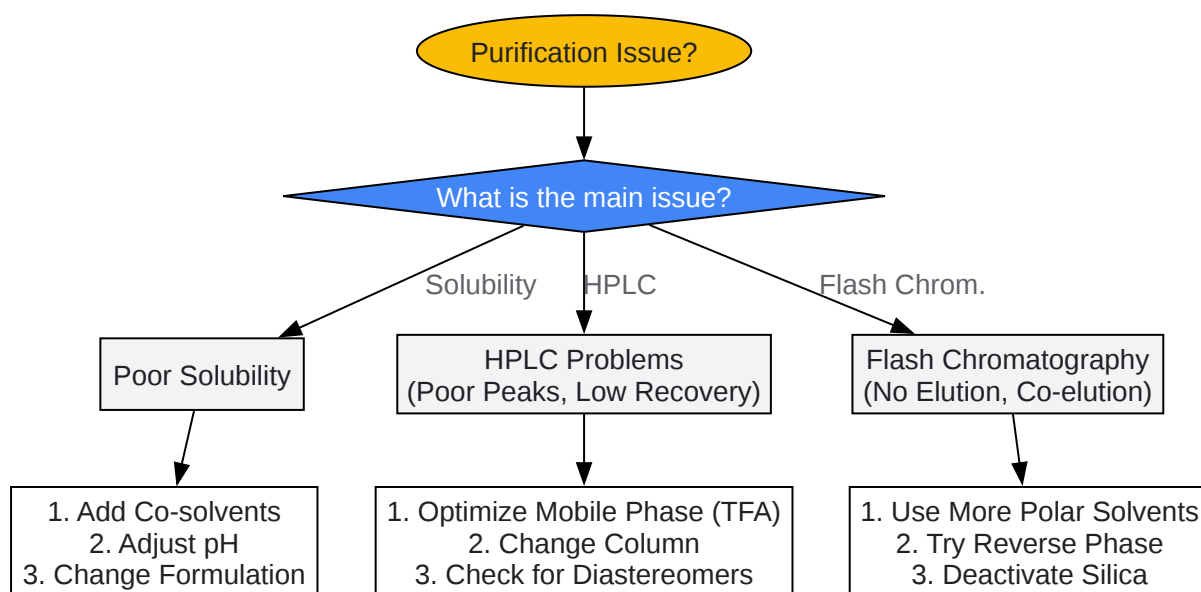 Purification Issue?
What is the main issue?
Solubility
HPLC
Flash Chrom.
Poor Solubility
HPLC Problems
(Poor Peaks, Low Recovery)
Flash Chromatography
(No Elution, Co-elution)
1. Add Co-solvents
2. Adjust pH
3. Change Formulation
1. Optimize Mobile Phase (TFA)
2. Change Column
3. Check for Diastereomers
1. Use More Polar Solvents
2. Try Reverse Phase
3. Deactivate Silica